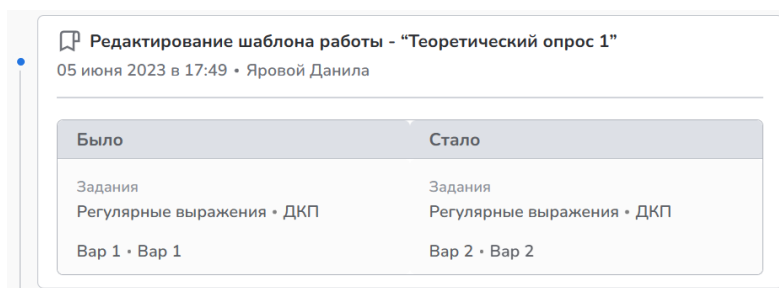 Редактирование шаблона работы - “Теоретический опрос 1”
05 июня 2023 в 17:49 • Яровой Данила
Было Стало
Задания Задания
Регулярные выражения • ДКП Регулярные выражения • ДКП
Вар 1 • Вар 1 Вар 2 • Вар 2